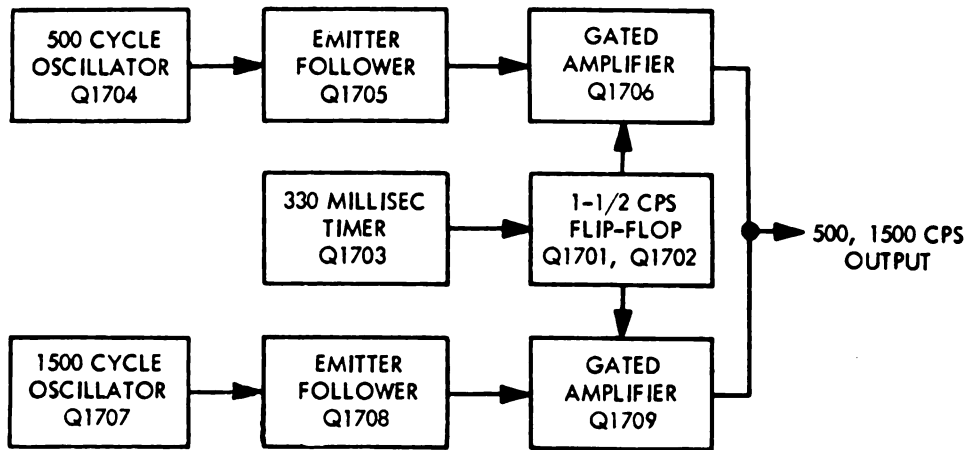 500 CYCLE
OSCILLATOR
Q1704
EMITTER
FOLLOWER
Q1705
GATED
AMPLIFIER
Q1706
330 MILLISEC
TIMER
Q1703
1-1/2 CPS
FLIP-FLOP
Q1701, Q1702
500, 1500 CPS
OUTPUT
1500 CYCLE
OSCILLATOR
Q1707
EMITTER
FOLLOWER
Q1708
GATED
AMPLIFIER
Q1709